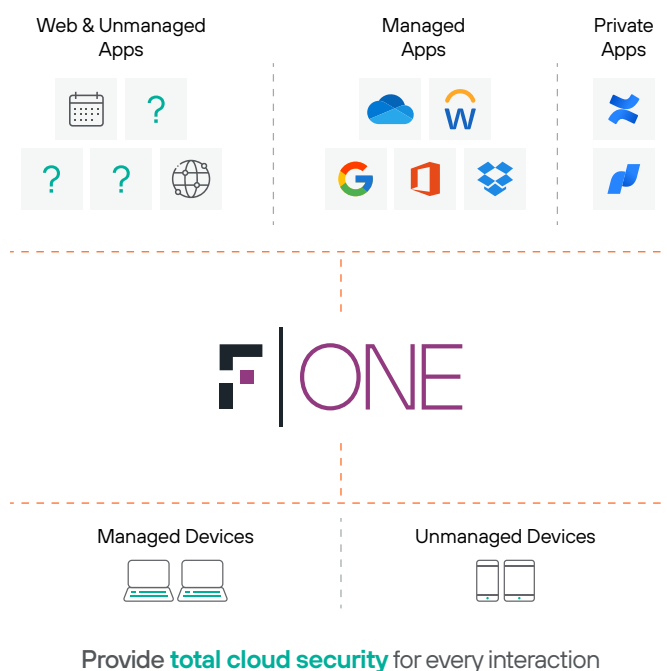 Web & Unmanaged
Apps
Managed
Apps
Private
Apps
?
W
? ?
G
F ONE
Managed Devices
Unmanaged Devices
Provide total cloud security for every interaction